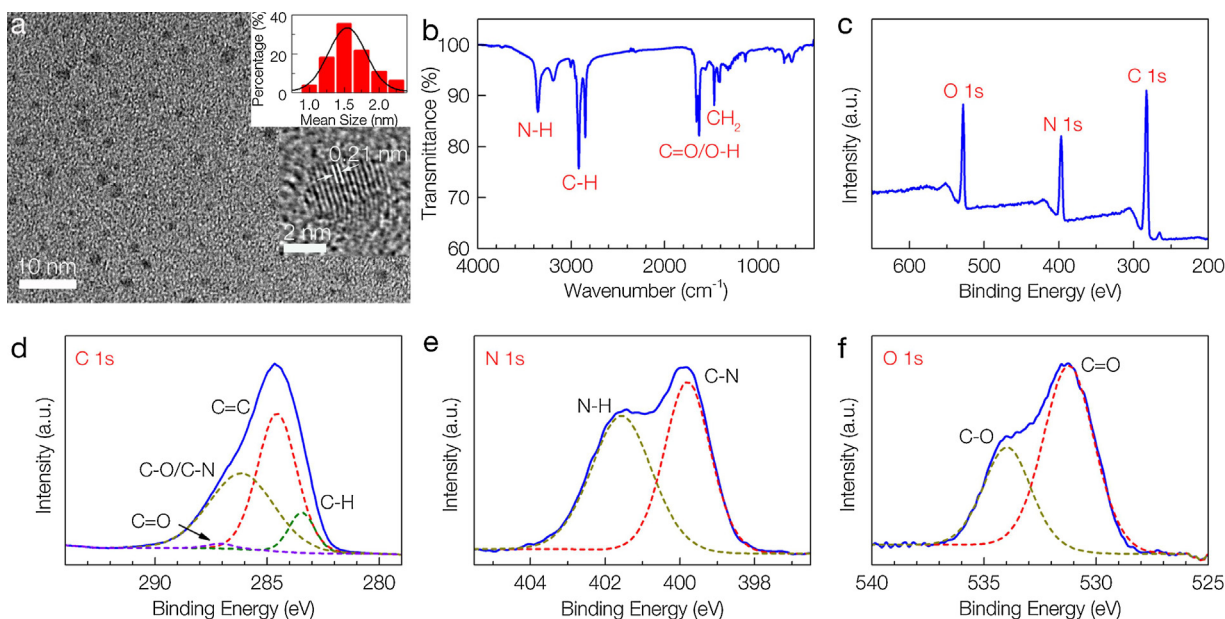 a
Percentage (%)
40
20
0
1.0 1.5 2.0
Mean Size (nm)
0.21 nm
2 nm
10 nm
b
Transmittance (%)
100
90
80
70
60
N-H
C-H
C=O/O-H
CH₂
4000 3000 2000 1000
Wavenumber (cm⁻¹)
c
Intensity (a.u.)
O 1s
N 1s
C 1s
600 500 400 300 200
Binding Energy (eV)
d
C 1s
Intensity (a.u.)
C=C
C-O/C-N
C=O
C-H
290 285 280
Binding Energy (eV)
e
N 1s
Intensity (a.u.)
N-H
C-N
404 402 400 398
Binding Energy (eV)
f
O 1s
Intensity (a.u.)
C-O
C=O
540 535 530 525
Binding Energy (eV)